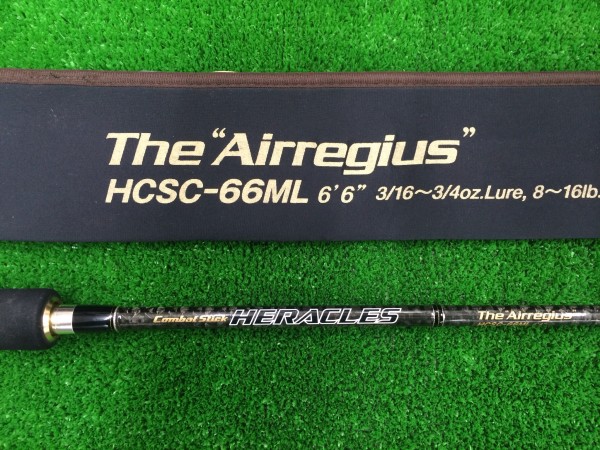 The “Airregius”
HCSC-66ML 6’6” 3/16〜3/4oz.Lure, 8〜16lb.
Combat Stick HERACLES
The Airregius